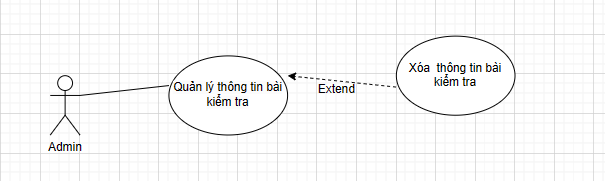 Xóa thông tin bài
kiểm tra
Quản lý thông tin bài
kiểm tra
Extend
Admin